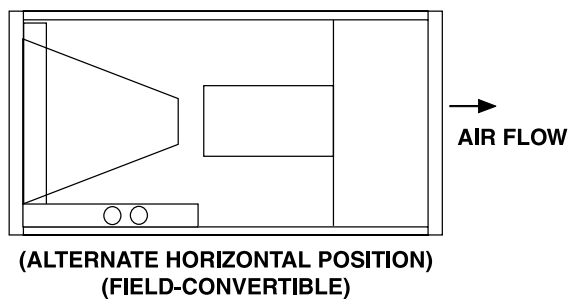 AIR FLOW
(ALTERNATE HORIZONTAL POSITION)
(FIELD-CONVERTIBLE)